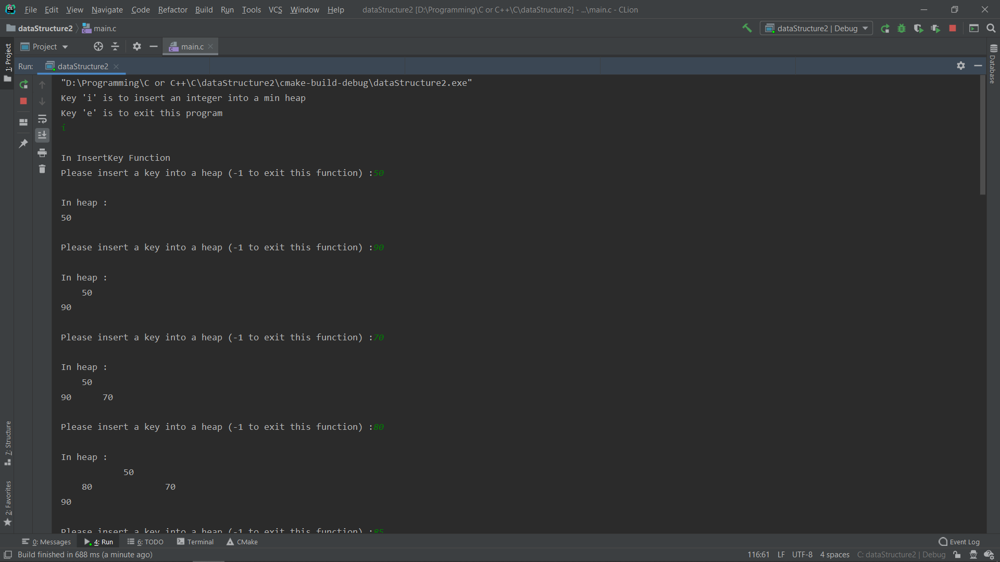 File Edit View Navigate Code Refactor Build Run Tools VCS Window Help dataStructure2 [D:\Programming\C or C++\C\dataStructure2] - ...\main.c - CLion
dataStructure2 main.c dataStructure2 | Debug
Project main.c
Run: dataStructure2
1: Project
Database
"D:\Programming\C or C++\C\dataStructure2\cmake-build-debug\dataStructure2.exe"
Key 'i' is to insert an integer into a min heap
Key 'e' is to exit this program
i
In InsertKey Function
Please insert a key into a heap (-1 to exit this function) :50
In heap :
50
Please insert a key into a heap (-1 to exit this function) :90
In heap :
50
90
Please insert a key into a heap (-1 to exit this function) :70
In heap :
50
90 70
Please insert a key into a heap (-1 to exit this function) :80
In heap :
50
80 70
90
Please insert a key into a heap (-1 to exit this function) :85
7: Structure
2: Favorites
0: Messages 4: Run 6: TODO Terminal CMake Event Log
Build finished in 688 ms (a minute ago) 116:61 LF UTF-8 4 spaces C: dataStructure2 | Debug